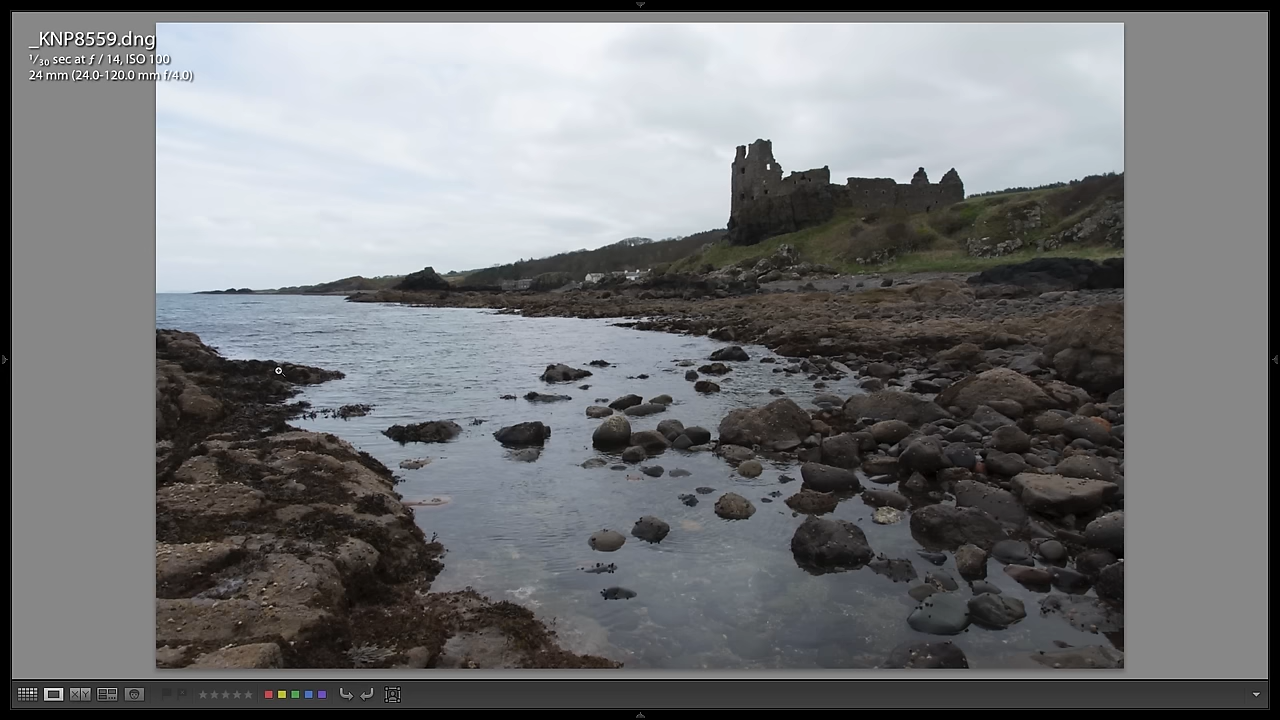 _KNP8559.dng
1/30 sec at ƒ / 14, ISO 100
24 mm (24.0-120.0 mm f/4.0)
X Y